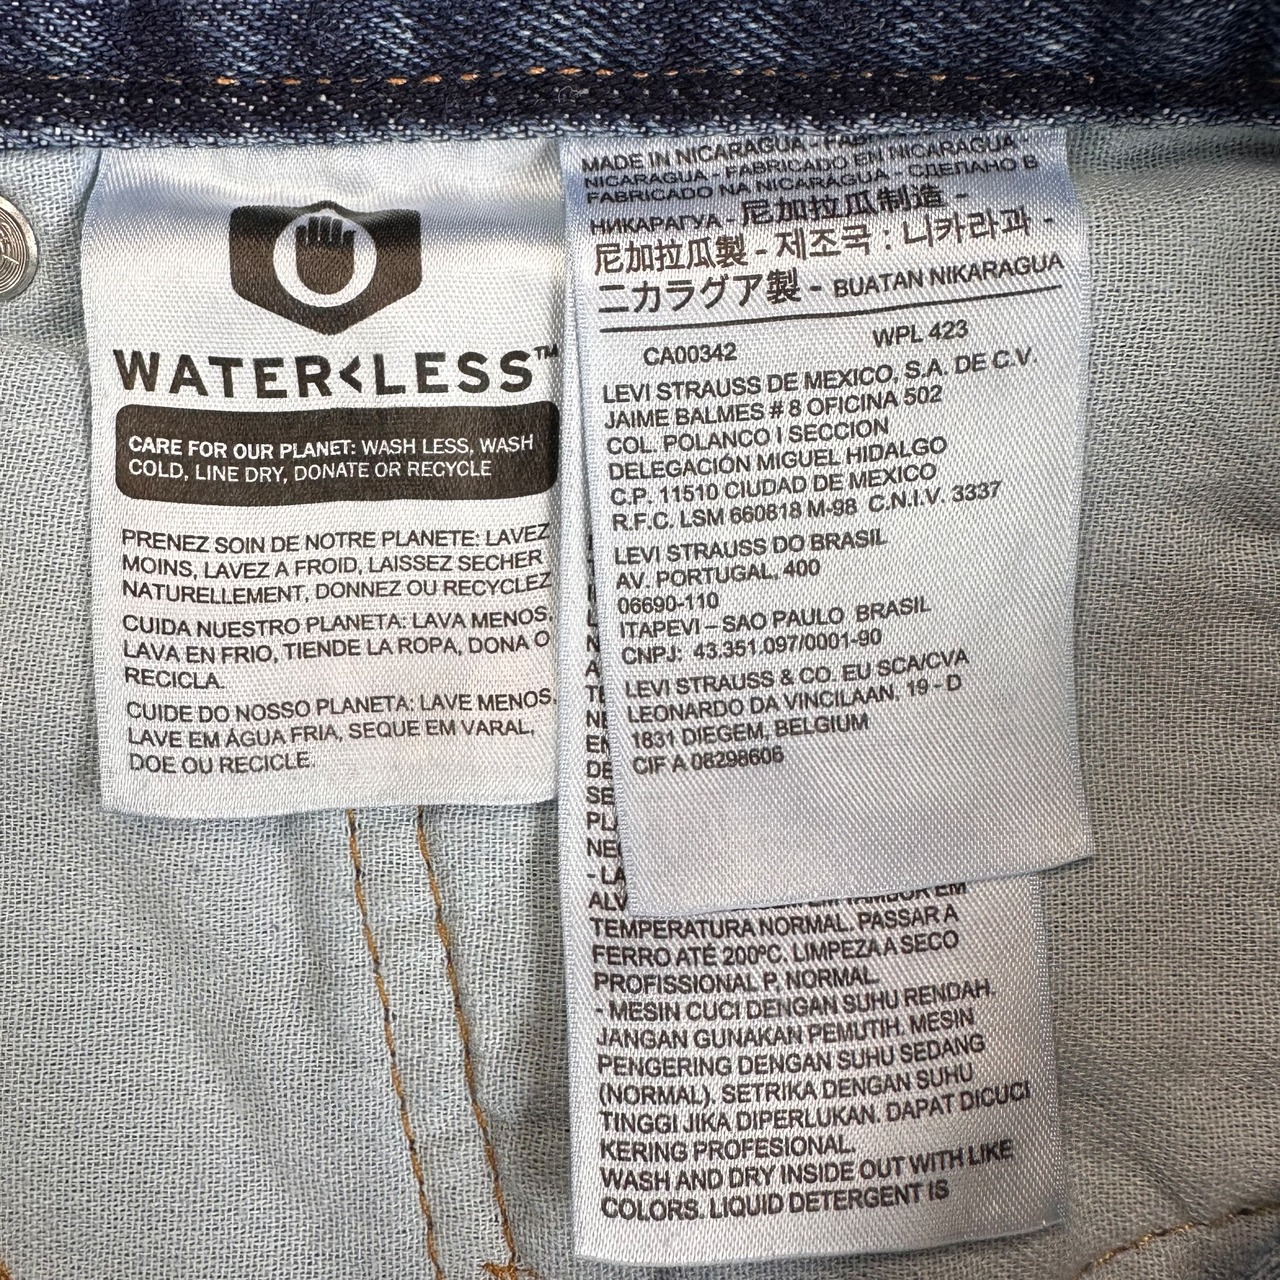 WATER<LESS™
CARE FOR OUR PLANET: WASH LESS, WASH
COLD, LINE DRY, DONATE OR RECYCLE
PRENEZ SOIN DE NOTRE PLANETE: LAVEZ
MOINS, LAVEZ A FROID, LAISSEZ SECHER
NATURELLEMENT, DONNEZ OU RECYCLEZ
CUIDA NUESTRO PLANETA: LAVA MENOS,
LAVA EN FRIO, TIENDE LA ROPA, DONA O
RECICLA.
CUIDE DO NOSSO PLANETA: LAVE MENOS,
LAVE EM ÁGUA FRIA, SEQUE EM VARAL,
DOE OU RECICLE.
MADE IN NICARAGUA -
NICARAGUA - FABRICADO EN NICARAGUA -
FABRICADO NA NICARÁGUA - СДЕЛАНО В
НИКАРАГУА - 尼加拉瓜制造 -
尼加拉瓜製 - 제조국 : 니카라과 -
ニカラグア製 - BUATAN NIKARAGUA
CA00342 WPL 423
LEVI STRAUSS DE MEXICO, S.A. DE C.V.
JAIME BALMES # 8 OFICINA 502
COL. POLANCO I SECCION
DELEGACIÓN MIGUEL HIDALGO
C.P. 11510 CIUDAD DE MEXICO
R.F.C. LSM 660818 M-98 C.N.I.V. 3337
LEVI STRAUSS DO BRASIL
AV. PORTUGAL, 400
06690-110
ITAPEVI – SAO PAULO BRASIL
CNPJ: 43.351.097/0001-90
LEVI STRAUSS & CO. EU SCA/CVA
LEONARDO DA VINCILAAN, 19 - D
1831 DIEGEM, BELGIUM
CIF A 08298606
TAMBOR EM
TEMPERATURA NORMAL. PASSAR A
FERRO ATÉ 200ºC. LIMPEZA A SECO
PROFISSIONAL P, NORMAL.
- MESIN CUCI DENGAN SUHU RENDAH.
JANGAN GUNAKAN PEMUTIH. MESIN
PENGERING DENGAN SUHU SEDANG
(NORMAL). SETRIKA DENGAN SUHU
TINGGI JIKA DIPERLUKAN. DAPAT DICUCI
KERING PROFESIONAL.
WASH AND DRY INSIDE OUT WITH LIKE
COLORS. LIQUID DETERGENT IS